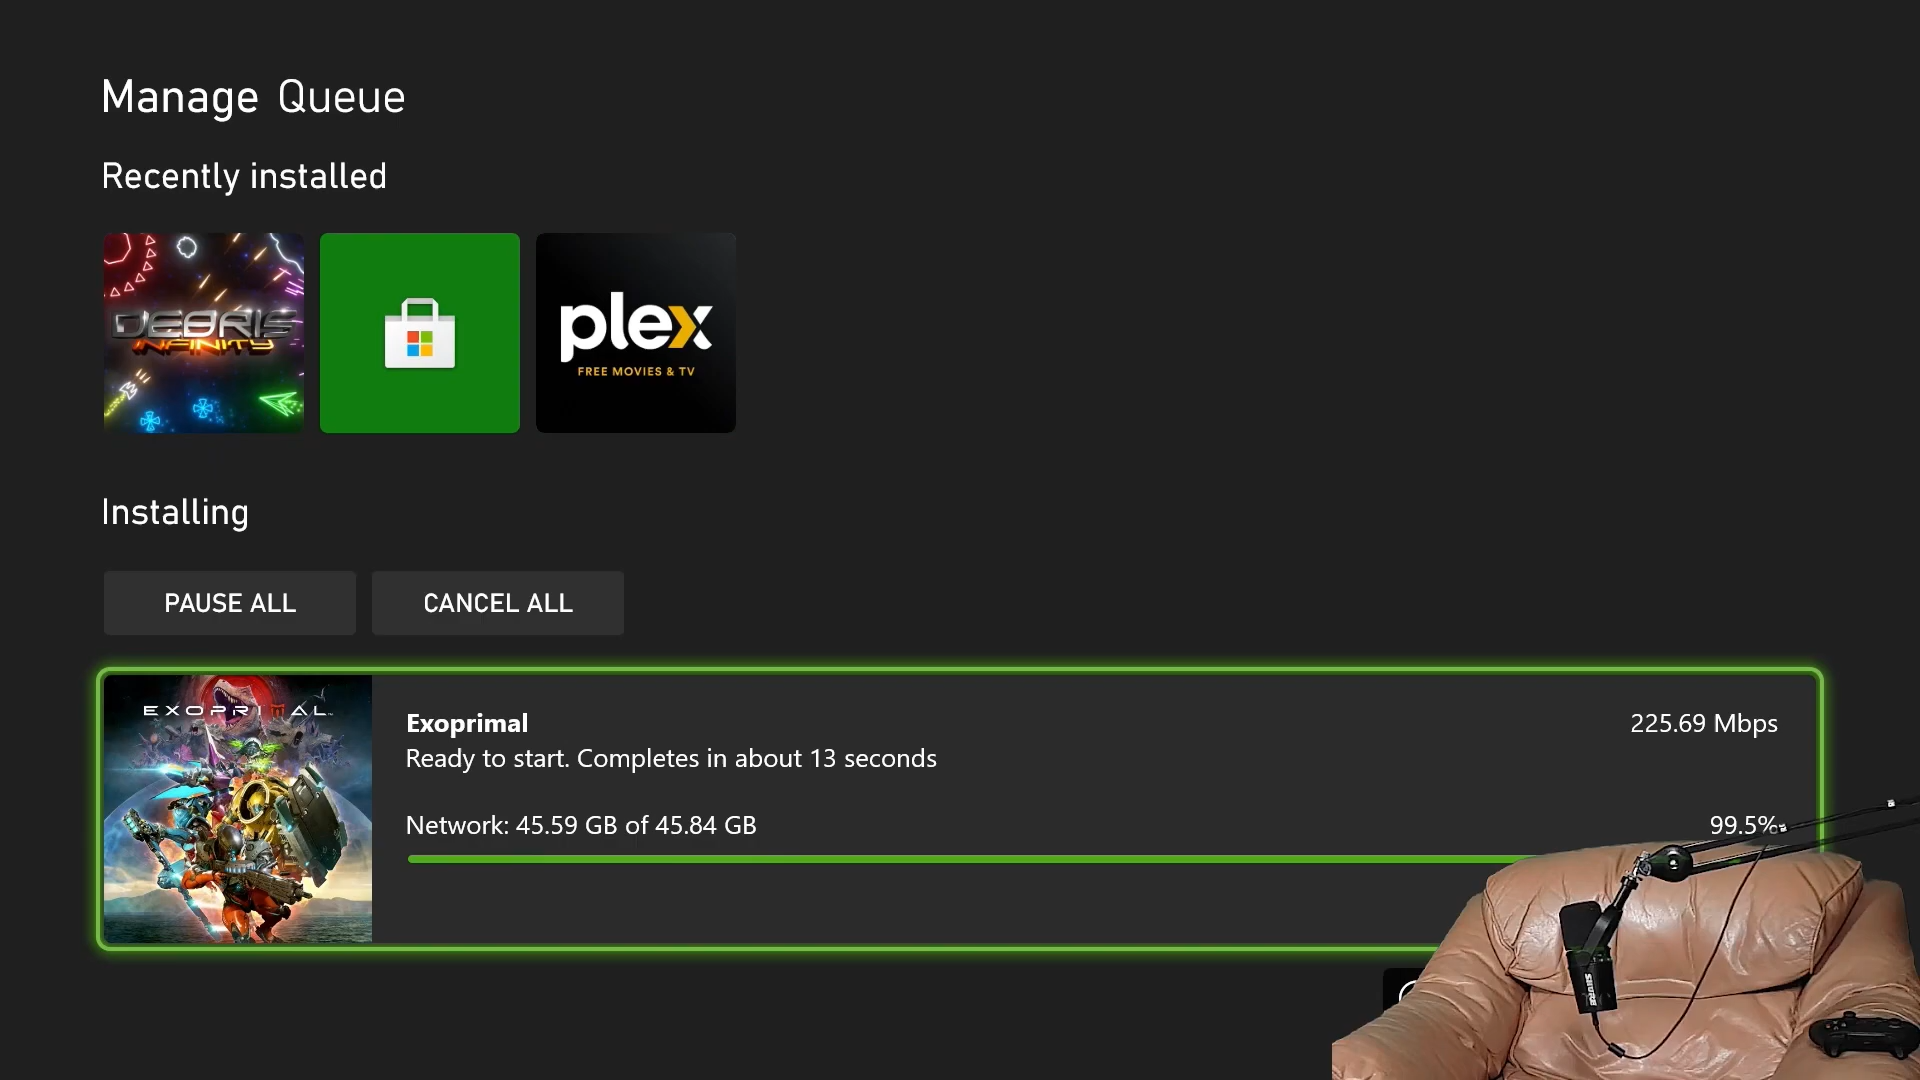 Manage Queue
Recently installed
DEBRIS
INFINITY
plex
FREE MOVIES & TV
Installing
PAUSE ALL
CANCEL ALL
EXOPRIMAL
Exoprimal
225.69 Mbps
Ready to start. Completes in about 13 seconds
Network: 45.59 GB of 45.84 GB
99.5%
SHURE